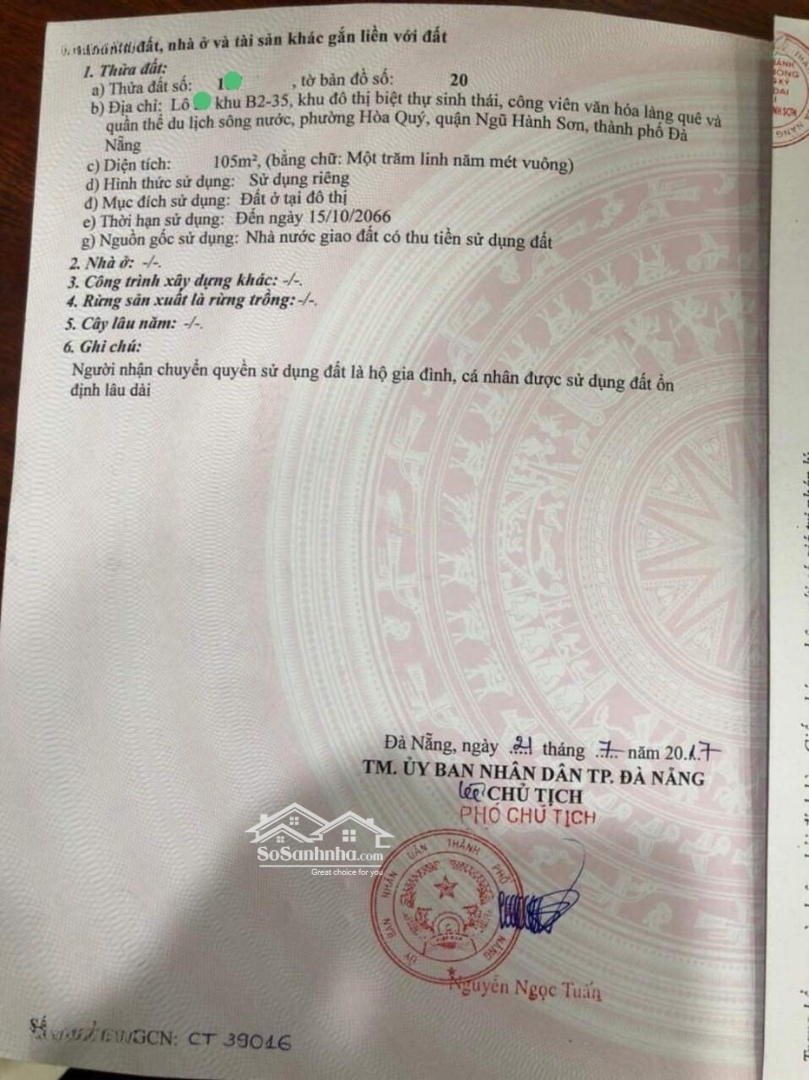 đất, nhà ở và tài sản khác gắn liền với đất
1. Thửa đất:
a) Thửa đất số: 1 , tờ bản đồ số: 20
b) Địa chỉ: Lô khu B2-35, khu đô thị biệt thự sinh thái, công viên văn hóa làng quê và
quần thể du lịch sông nước, phường Hòa Quý, quận Ngũ Hành Sơn, thành phố Đà
Nẵng
c) Diện tích: 105m², (bằng chữ: Một trăm linh năm mét vuông)
d) Hình thức sử dụng: Sử dụng riêng
đ) Mục đích sử dụng: Đất ở tại đô thị
e) Thời hạn sử dụng: Đến ngày 15/10/2066
g) Nguồn gốc sử dụng: Nhà nước giao đất có thu tiền sử dụng đất
2. Nhà ở: -/-.
3. Công trình xây dựng khác: -/-.
4. Rừng sản xuất là rừng trồng: -/-.
5. Cây lâu năm: -/-.
6. Ghi chú:
Người nhận chuyển quyền sử dụng đất là hộ gia đình, cá nhân được sử dụng đất ổn
định lâu dài
Đà Nẵng, ngày 21 tháng 7 năm 2017
TM. ỦY BAN NHÂN DÂN TP. ĐÀ NẴNG
CHỦ TỊCH
PHÓ CHỦ TỊCH
SoSanhnha.com
Great choice for you
ỦY BAN NHÂN DÂN THÀNH PHỐ ĐÀ NẴNG
Nguyễn Ngọc Tuấn
GCN: CT 39016